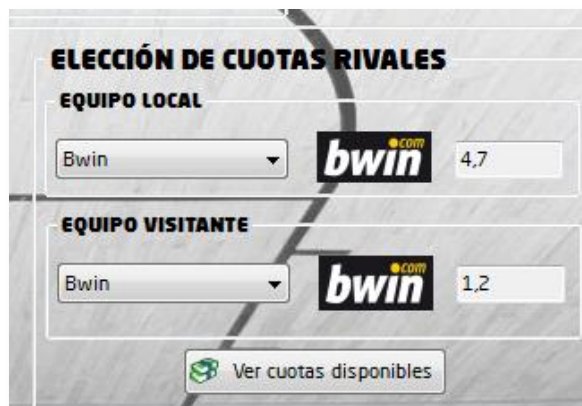 ELECCIÓN DE CUOTAS RIVALES
EQUIPO LOCAL
Bwin bwin.com 4,7
EQUIPO VISITANTE
Bwin bwin.com 1,2
Ver cuotas disponibles